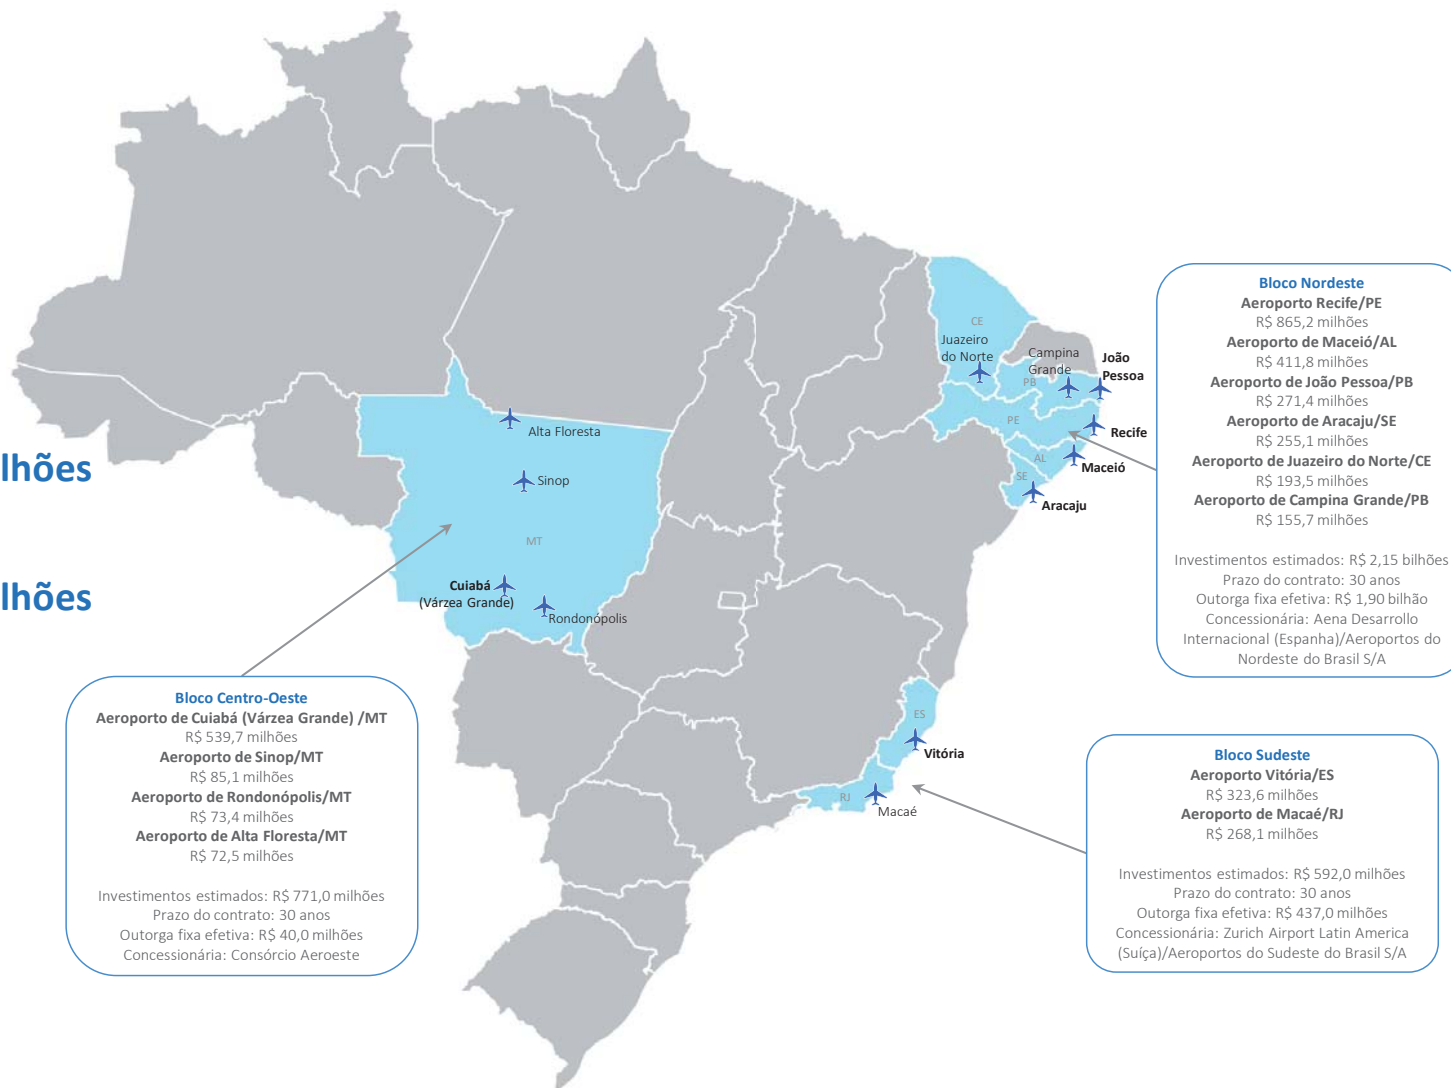 lhões
lhões
CE
Juazeiro
do Norte
Campina
Grande
PB
João
Pessoa
PE
Recife
AL
Maceió
SE
Aracaju
Alta Floresta
Sinop
MT
Cuiabá
(Várzea Grande)
Rondonópolis
ES
Vitória
RJ
Macaé
Bloco Nordeste
Aeroporto Recife/PE
R$ 865,2 milhões
Aeroporto de Maceió/AL
R$ 411,8 milhões
Aeroporto de João Pessoa/PB
R$ 271,4 milhões
Aeroporto de Aracaju/SE
R$ 255,1 milhões
Aeroporto de Juazeiro do Norte/CE
R$ 193,5 milhões
Aeroporto de Campina Grande/PB
R$ 155,7 milhões
Investimentos estimados: R$ 2,15 bilhões
Prazo do contrato: 30 anos
Outorga fixa efetiva: R$ 1,90 bilhão
Concessionária: Aena Desarrollo
Internacional (Espanha)/Aeroportos do
Nordeste do Brasil S/A
Bloco Centro-Oeste
Aeroporto de Cuiabá (Várzea Grande) /MT
R$ 539,7 milhões
Aeroporto de Sinop/MT
R$ 85,1 milhões
Aeroporto de Rondonópolis/MT
R$ 73,4 milhões
Aeroporto de Alta Floresta/MT
R$ 72,5 milhões
Investimentos estimados: R$ 771,0 milhões
Prazo do contrato: 30 anos
Outorga fixa efetiva: R$ 40,0 milhões
Concessionária: Consórcio Aeroeste
Bloco Sudeste
Aeroporto Vitória/ES
R$ 323,6 milhões
Aeroporto de Macaé/RJ
R$ 268,1 milhões
Investimentos estimados: R$ 592,0 milhões
Prazo do contrato: 30 anos
Outorga fixa efetiva: R$ 437,0 milhões
Concessionária: Zurich Airport Latin America
(Suíça)/Aeroportos do Sudeste do Brasil S/A